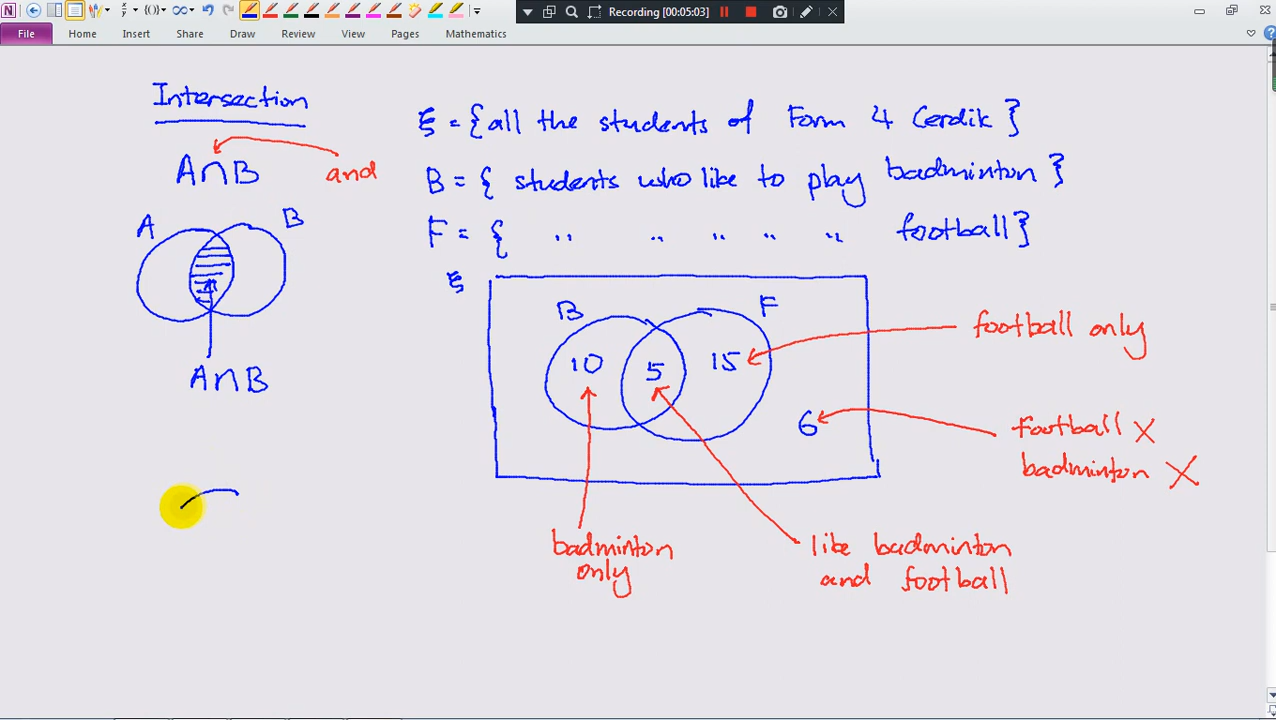 Recording [00:05:03]
File Home Insert Share Draw Review View Pages Mathematics
Intersection
A∩B
and
A
B
A∩B
ξ = {all the students of Form 4 Cerdik}
B = { students who like to play badminton}
F = { " " " " " football}
ξ
B
F
10
5
15
6
football only
football X
badminton X
badminton
only
like badminton
and football